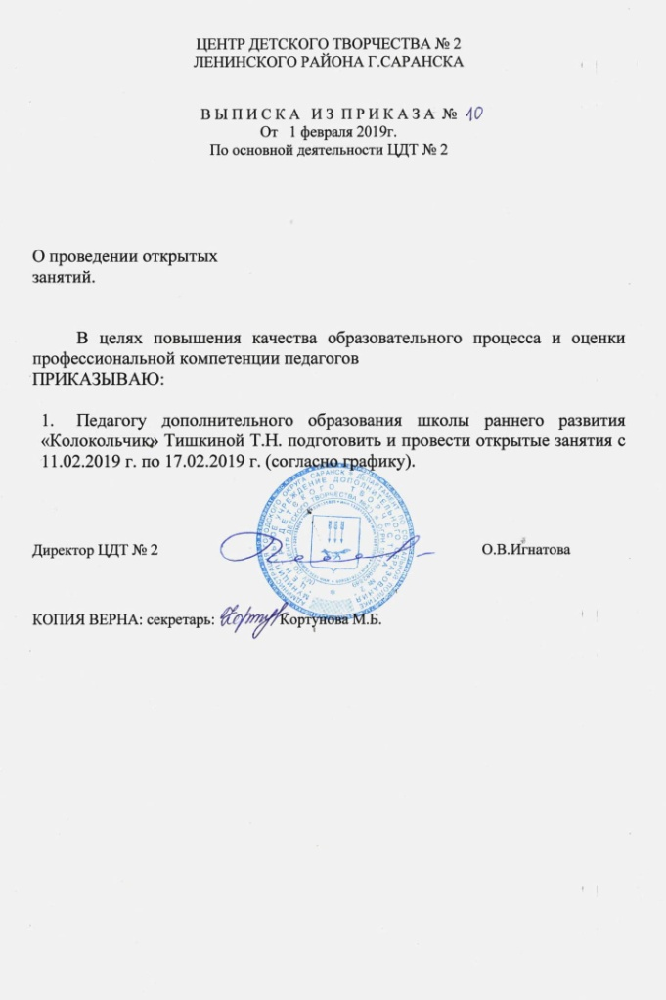 ЦЕНТР ДЕТСКОГО ТВОРЧЕСТВА № 2
ЛЕНИНСКОГО РАЙОНА Г.САРАНСКА
В Ы П И С К А И З П Р И К А З А № 10
От 1 февраля 2019г.
По основной деятельности ЦДТ № 2
О проведении открытых
занятий.
В целях повышения качества образовательного процесса и оценки
профессиональной компетенции педагогов
ПРИКАЗЫВАЮ:
1. Педагогу дополнительного образования школы раннего развития
«Колокольчик» Тишкиной Т.Н. подготовить и провести открытые занятия с
11.02.2019 г. по 17.02.2019 г. (согласно графику).
Директор ЦДТ № 2 О.В.Игнатова
КОПИЯ ВЕРНА: секретарь: Кортунова М.Б.